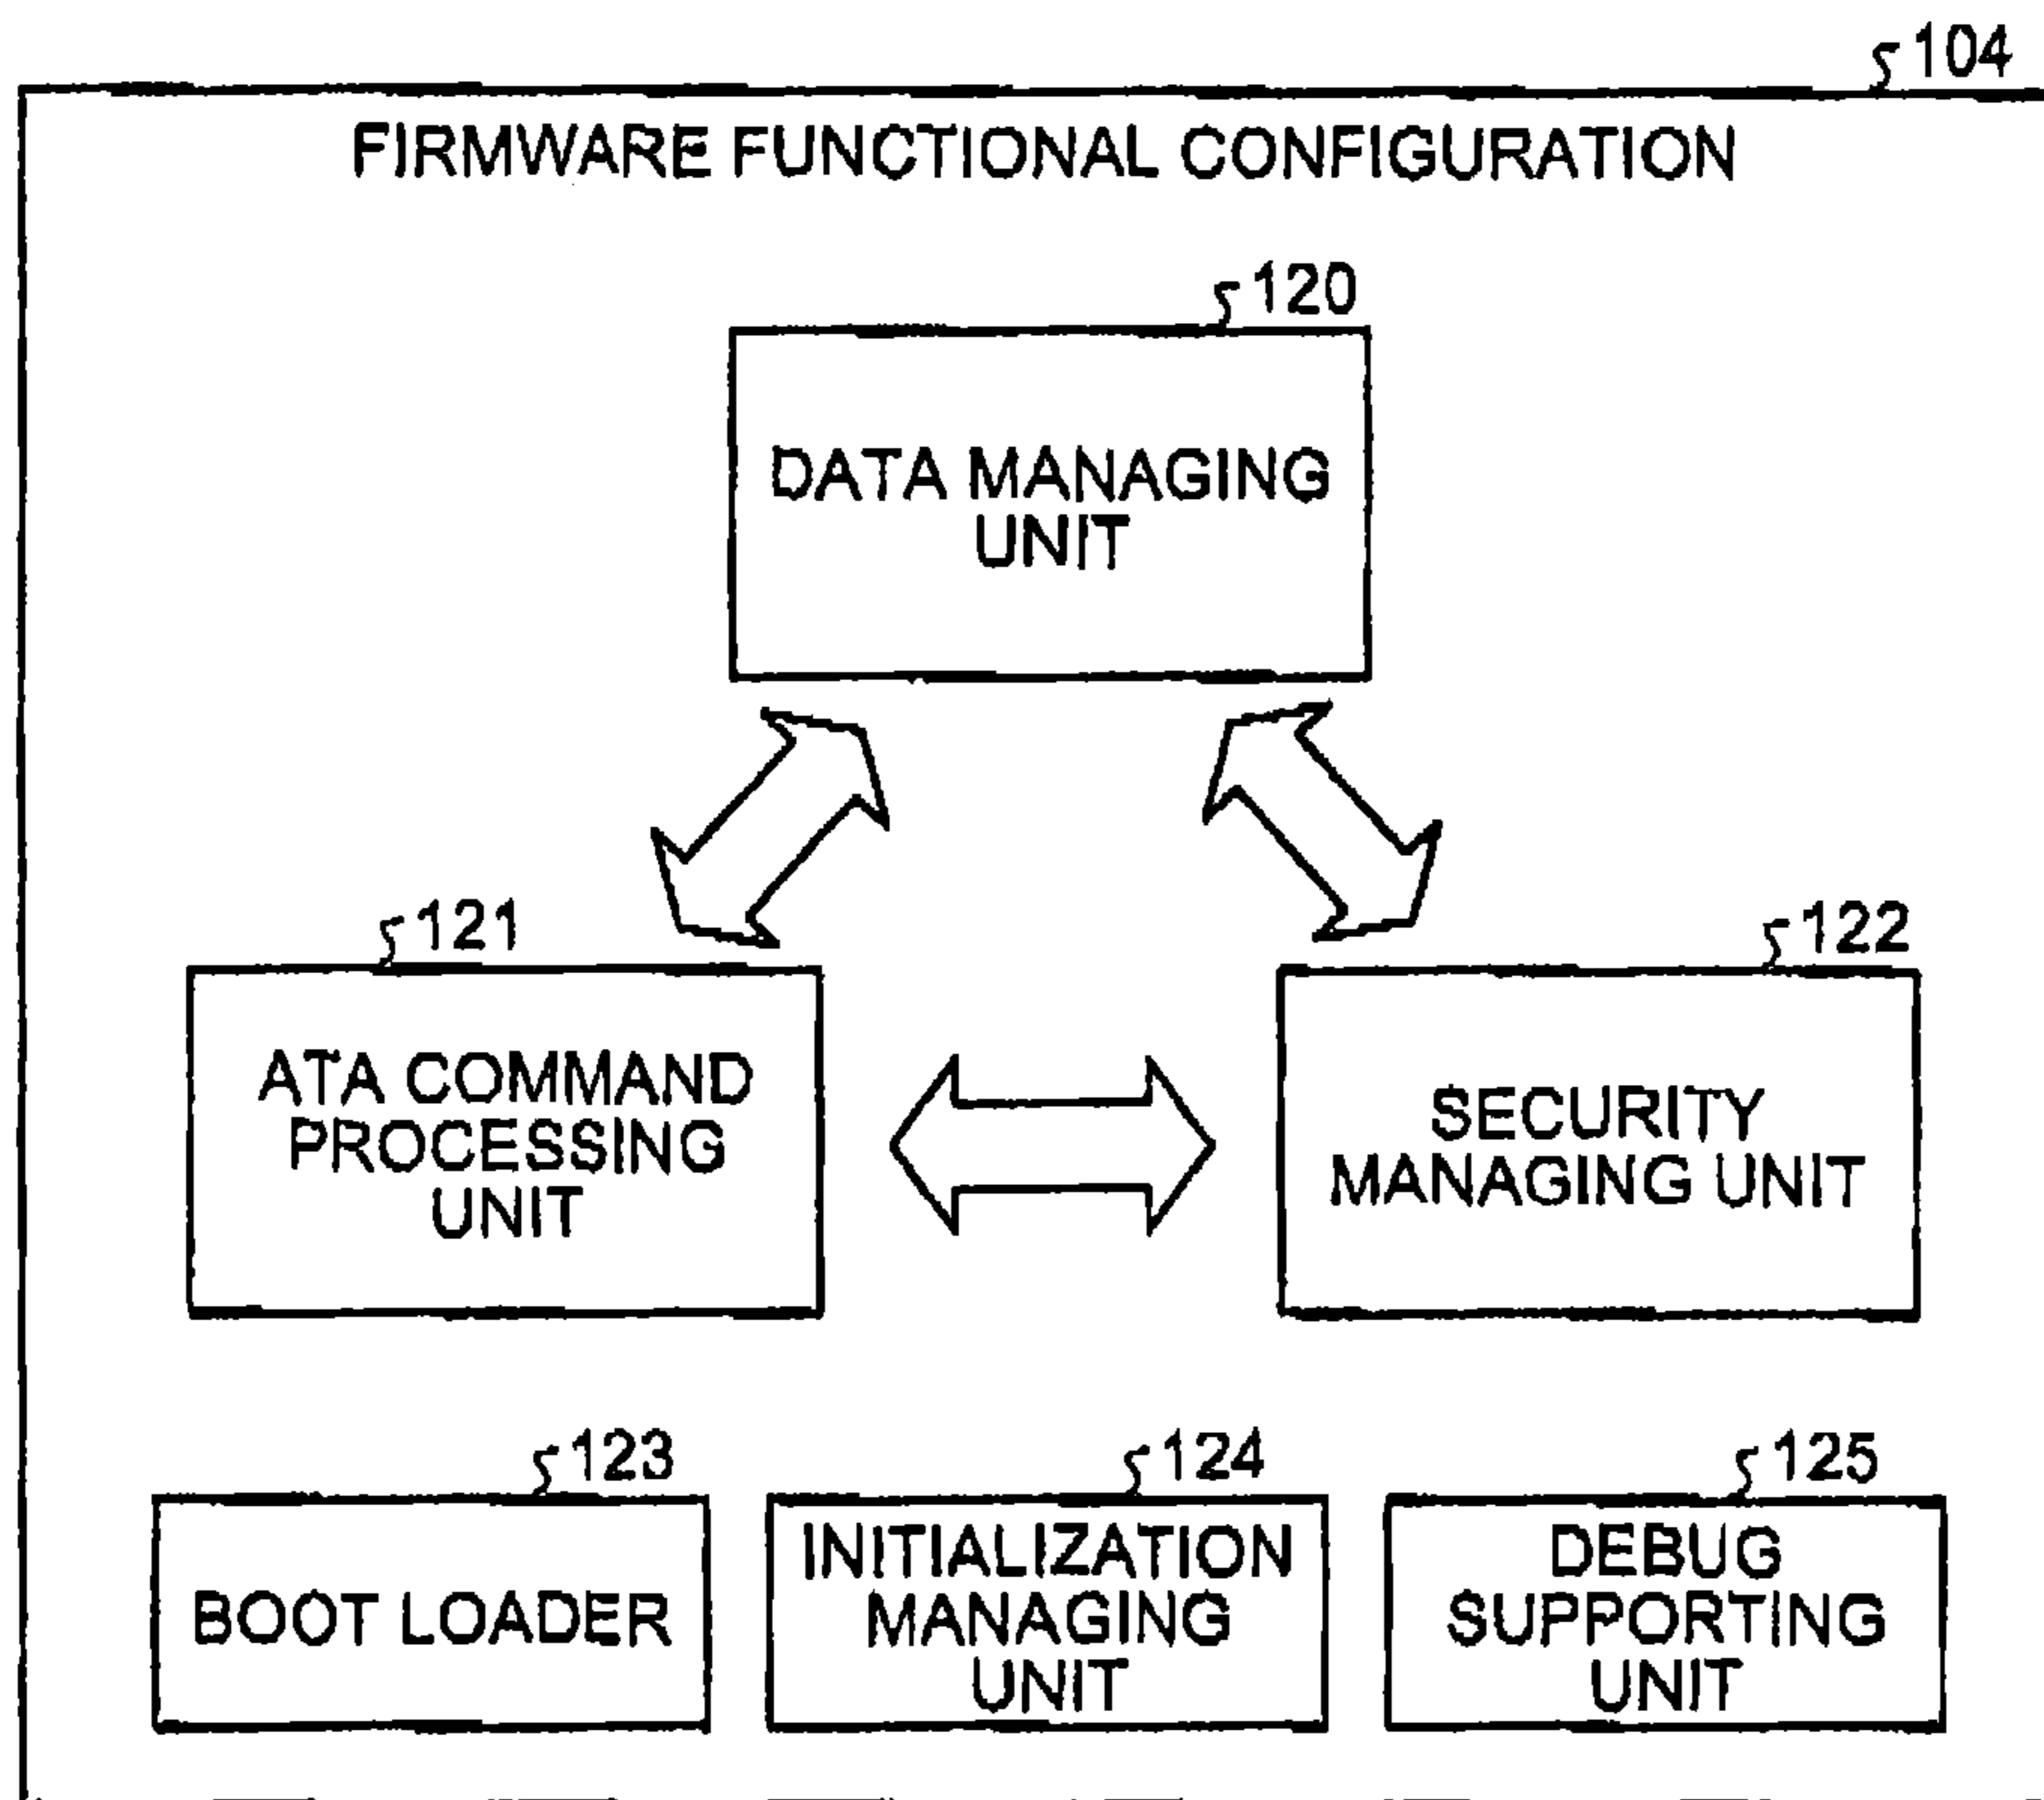 104
FIRMWARE FUNCTIONAL CONFIGURATION
120
DATA MANAGING
UNIT
121
ATA COMMAND
PROCESSING
UNIT
122
SECURITY
MANAGING UNIT
123
BOOT LOADER
124
INITIALIZATION
MANAGING
UNIT
125
DEBUG
SUPPORTING
UNIT